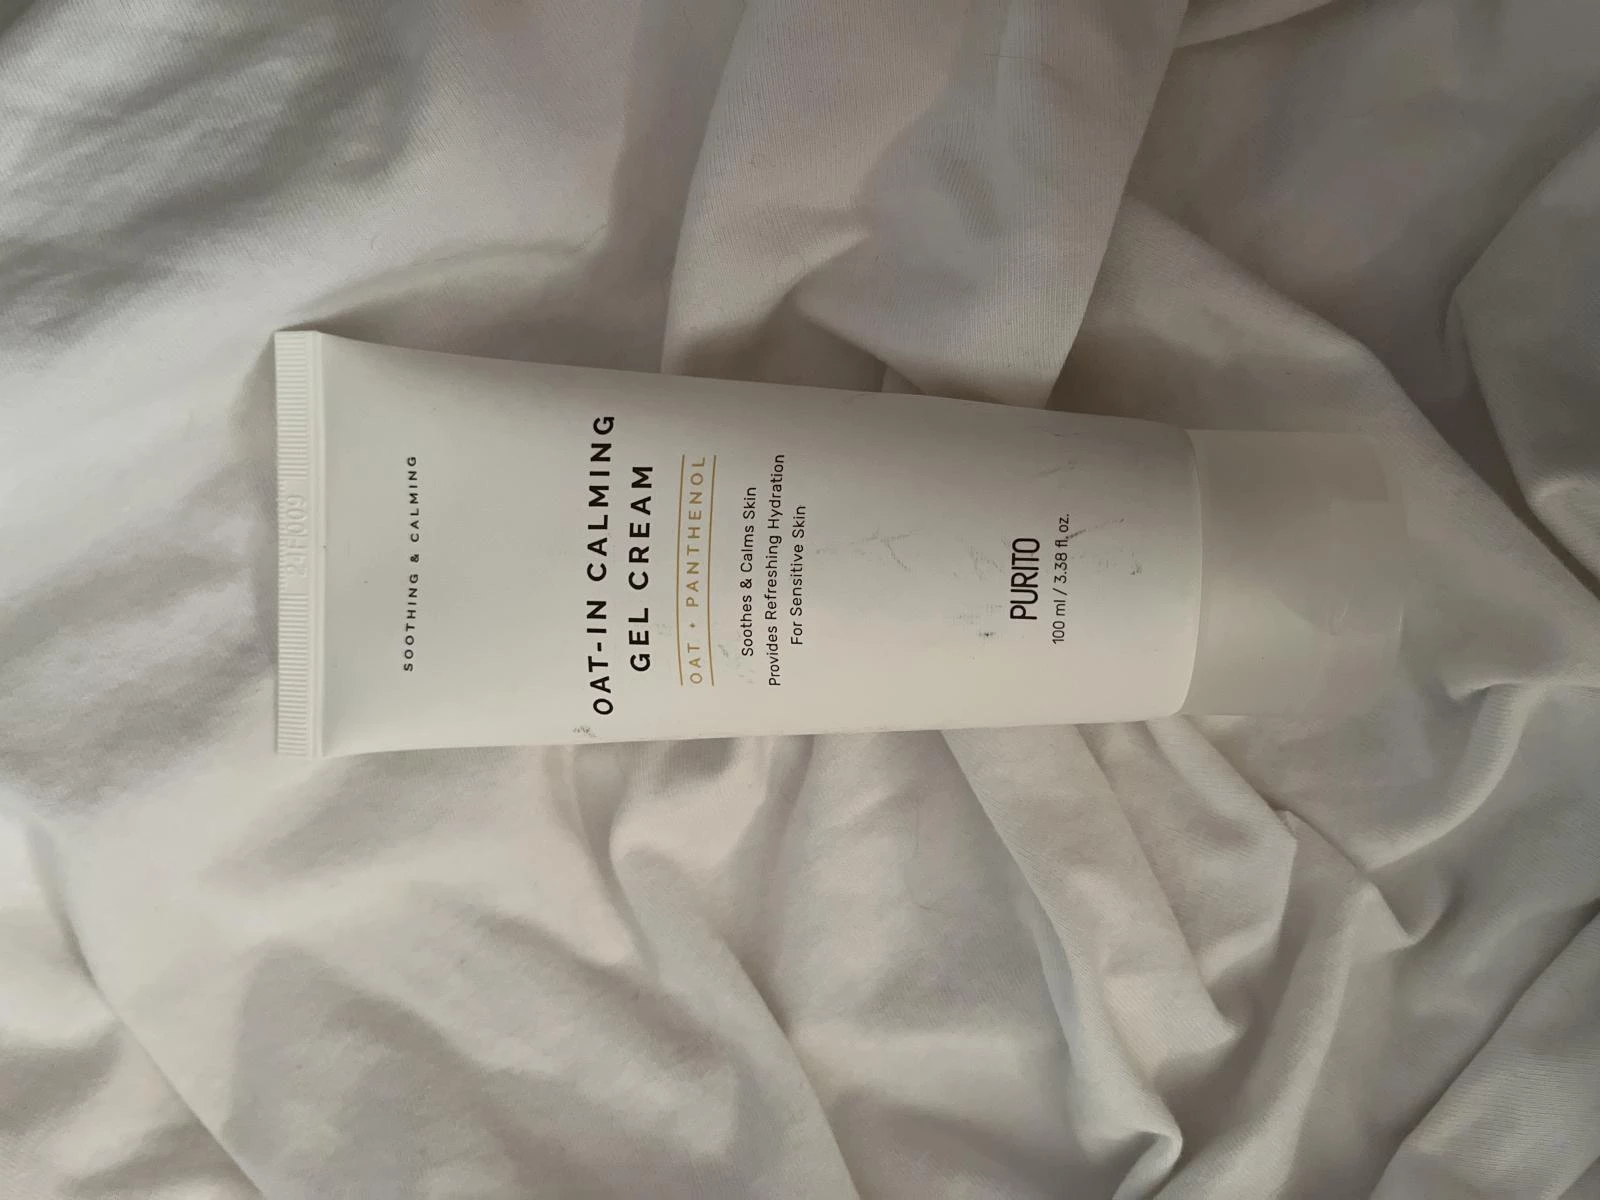 24F009
SOOTHING & CALMING
OAT-IN CALMING
GEL CREAM
OAT + PANTHENOL
Soothes & Calms Skin
Provides Refreshing Hydration
For Sensitive Skin
PURITO
100 ml / 3.38 fl.oz.